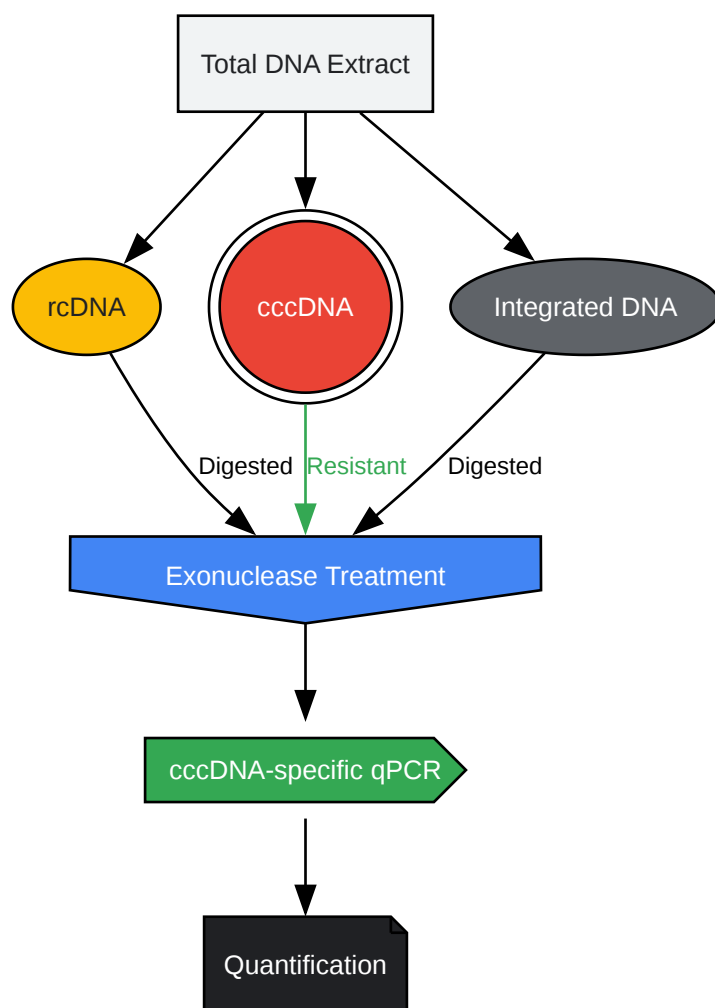 Total DNA Extract
rcDNA
cccDNA
Integrated DNA
Digested
Resistant
Digested
Exonuclease Treatment
cccDNA-specific qPCR
Quantification